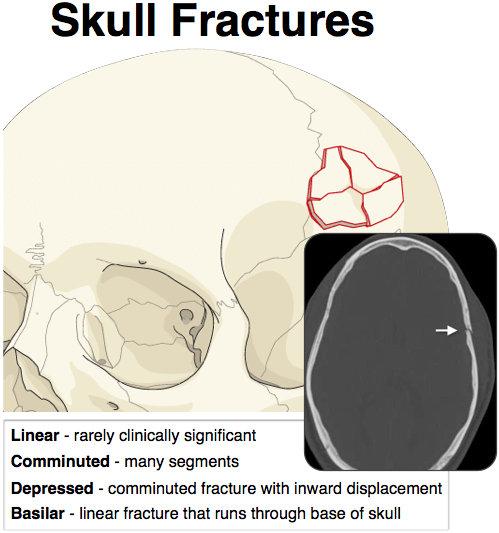 Skull Fractures
Linear - rarely clinically significant
Comminuted - many segments
Depressed - comminuted fracture with inward displacement
Basilar - linear fracture that runs through base of skull